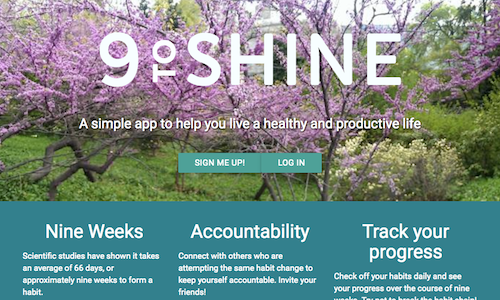 9 OF SHINE
A simple app to help you live a healthy and productive life
SIGN ME UP! LOG IN
Nine Weeks
Scientific studies have shown it takes
an average of 66 days, or
approximately nine weeks to form a
habit.
Accountability
Connect with others who are
attempting the same habit change to
keep yourself accountable. Invite your
friends!
Track your
progress
Check off your habits daily and see
your progress over the course of nine
weeks. Try not to break the habit chain!